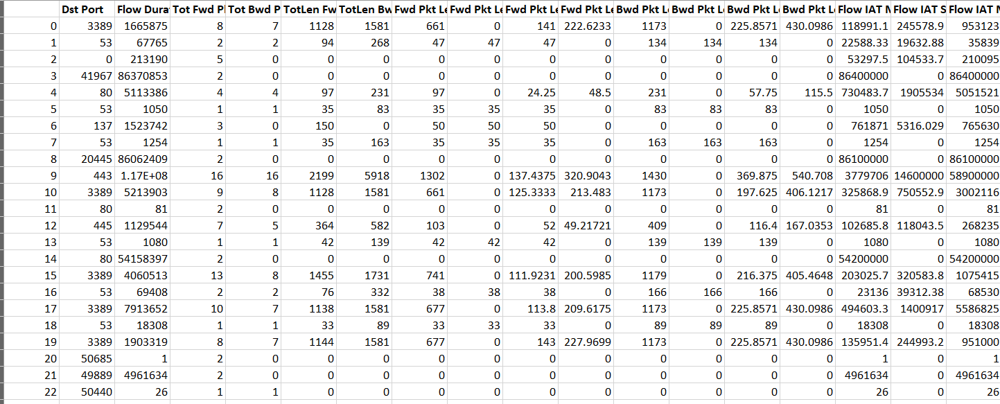 Dst Port Flow Dura Tot Fwd P Tot Bwd P TotLen Fw TotLen Bw Fwd Pkt Le Fwd Pkt Le Fwd Pkt Le Fwd Pkt Le Bwd Pkt L Bwd Pkt L Bwd Pkt L Bwd Pkt L Flow IAT M Flow IAT S Flow IAT M
0 3389 1665875 8 7 1128 1581 661 0 141 222.6233 1173 0 225.8571 430.0986 118991.1 245578.9 953123
1 53 67765 2 2 94 268 47 47 47 0 134 134 134 0 22588.33 19632.88 35839
2 0 213190 5 0 0 0 0 0 0 0 0 0 0 0 53297.5 104533.7 210095
3 41967 86370853 2 0 0 0 0 0 0 0 0 0 0 0 86400000 0 86400000
4 80 5113386 4 4 97 231 97 0 24.25 48.5 231 0 57.75 115.5 730483.7 1905534 5051521
5 53 1050 1 1 35 83 35 35 35 0 83 83 83 0 1050 0 1050
6 137 1523742 3 0 150 0 50 50 50 0 0 0 0 0 761871 5316.029 765630
7 53 1254 1 1 35 163 35 35 35 0 163 163 163 0 1254 0 1254
8 20445 86062409 2 0 0 0 0 0 0 0 0 0 0 0 86100000 0 86100000
9 443 1.17E+08 16 16 2199 5918 1302 0 137.4375 320.9043 1430 0 369.875 540.708 3779706 14600000 58900000
10 3389 5213903 9 8 1128 1581 661 0 125.3333 213.483 1173 0 197.625 406.1217 325868.9 750552.9 3002116
11 80 81 2 0 0 0 0 0 0 0 0 0 0 0 81 0 81
12 445 1129544 7 5 364 582 103 0 52 49.21721 409 0 116.4 167.0353 102685.8 118043.5 268235
13 53 1080 1 1 42 139 42 42 42 0 139 139 139 0 1080 0 1080
14 80 54158397 2 0 0 0 0 0 0 0 0 0 0 0 54200000 0 54200000
15 3389 4060513 13 8 1455 1731 741 0 111.9231 200.5985 1179 0 216.375 405.4648 203025.7 320583.8 1075415
16 53 69408 2 2 76 332 38 38 38 0 166 166 166 0 23136 39312.38 68530
17 3389 7913652 10 7 1138 1581 677 0 113.8 209.6175 1173 0 225.8571 430.0986 494603.3 1400917 5586825
18 53 18308 1 1 33 89 33 33 33 0 89 89 89 0 18308 0 18308
19 3389 1903319 8 7 1144 1581 677 0 143 227.9699 1173 0 225.8571 430.0986 135951.4 244993.2 951000
20 50685 1 2 0 0 0 0 0 0 0 0 0 0 0 1 0 1
21 49889 4961634 2 0 0 0 0 0 0 0 0 0 0 0 4961634 0 4961634
22 50440 26 1 1 0 0 0 0 0 0 0 0 0 0 26 0 26